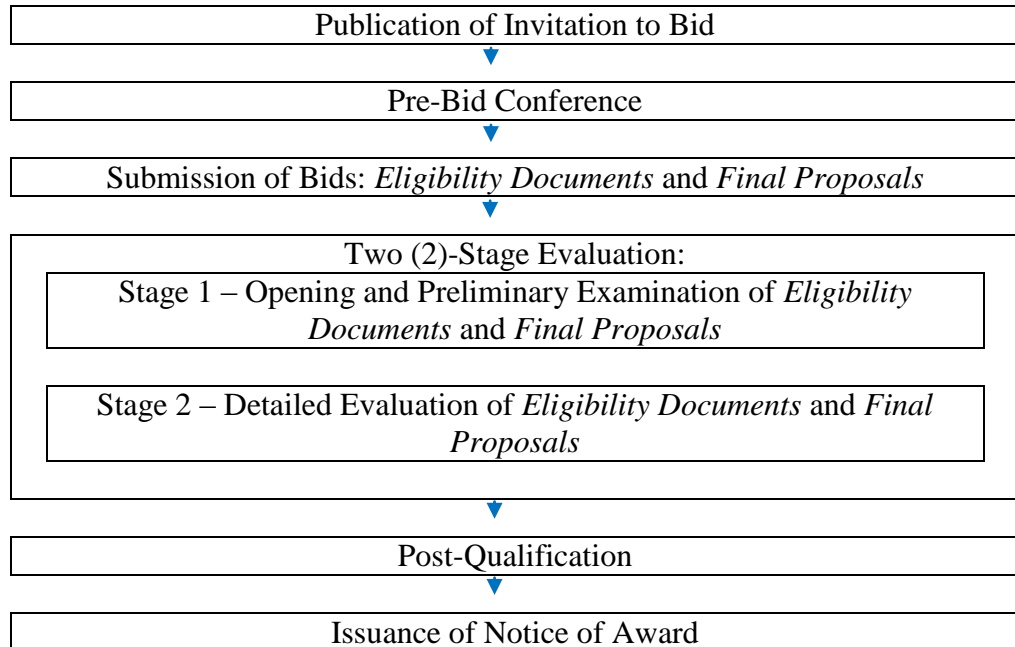 Publication of Invitation to Bid
Pre-Bid Conference
Submission of Bids: Eligibility Documents and Final Proposals
Two (2)-Stage Evaluation:
Stage 1 – Opening and Preliminary Examination of Eligibility
Documents and Final Proposals
Stage 2 – Detailed Evaluation of Eligibility Documents and Final
Proposals
Post-Qualification
Issuance of Notice of Award